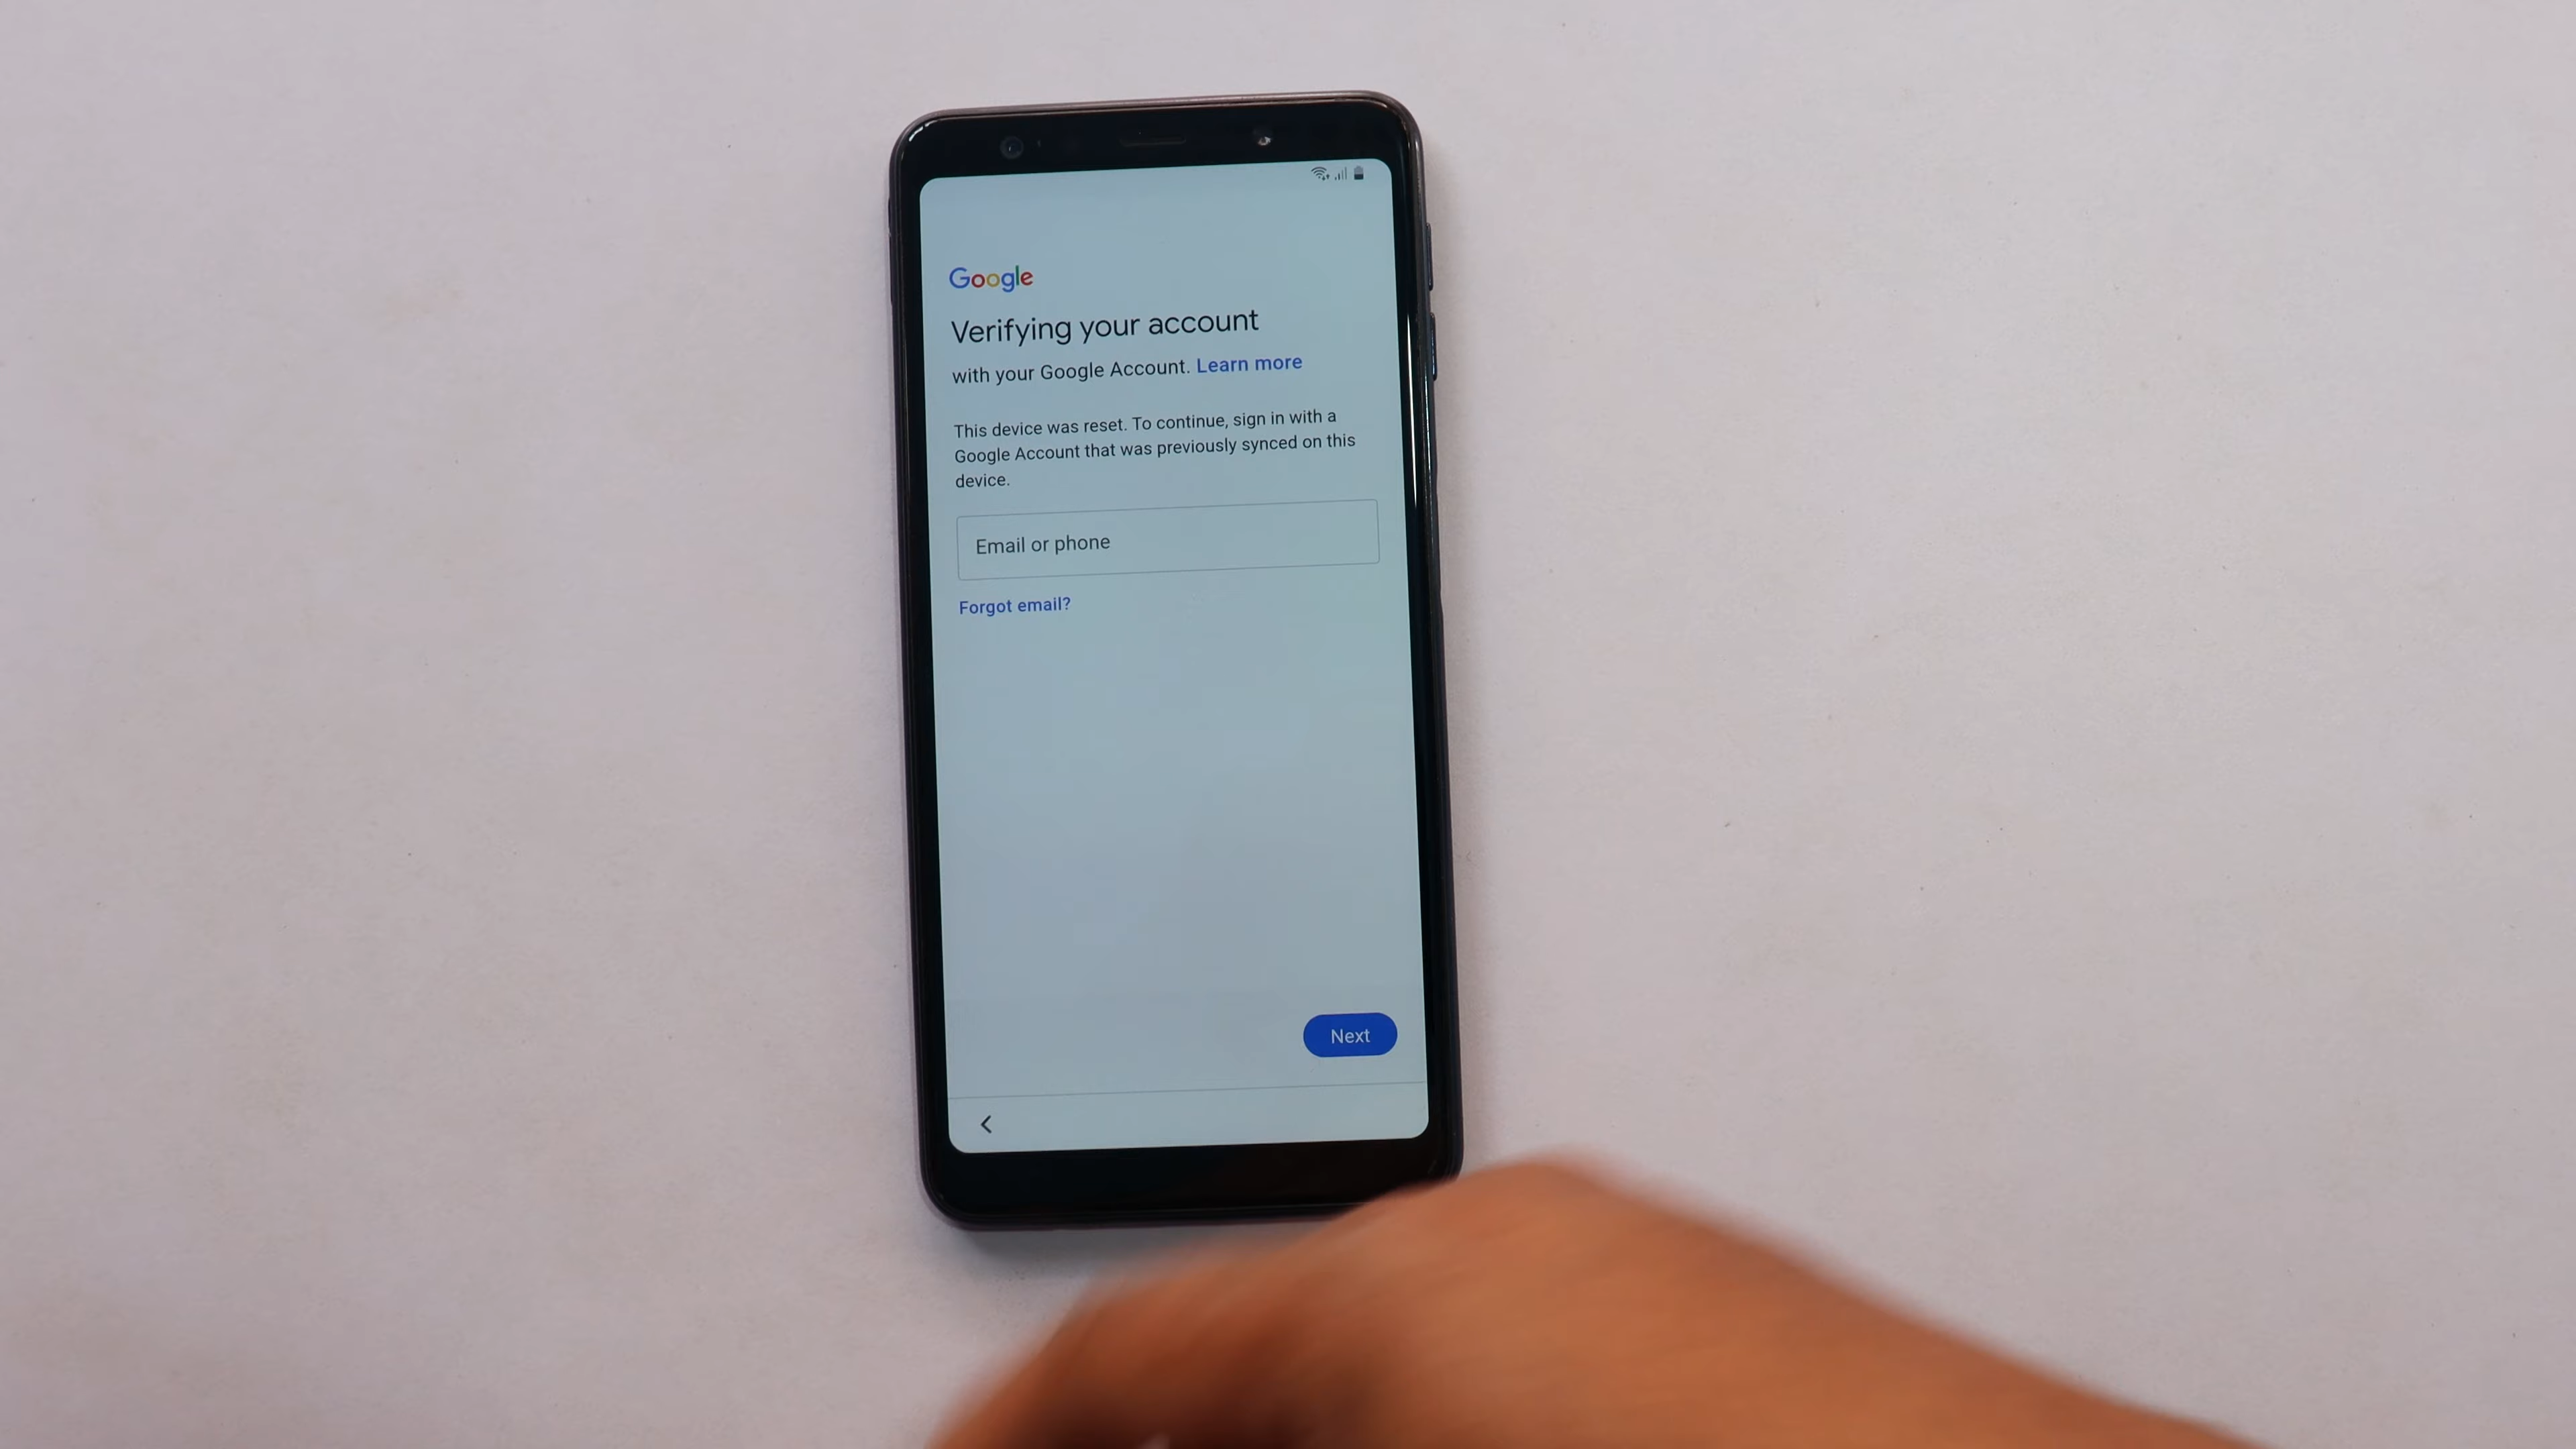 Google
Verifying your account
with your Google Account. Learn more
This device was reset. To continue, sign in with a
Google Account that was previously synced on this
device.
Email or phone
Forgot email?
Next